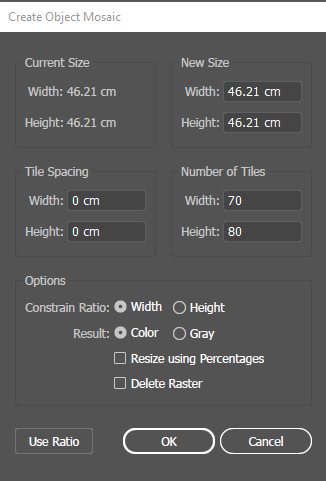 Create Object Mosaic
Current Size
Width: 46.21 cm
Height: 46.21 cm
New Size
Width: 46.21 cm
Height: 46.21 cm
Tile Spacing
Width: 0 cm
Height: 0 cm
Number of Tiles
Width: 70
Height: 80
Options
Constrain Ratio: Width Height
Result: Color Gray
Resize using Percentages
Delete Raster
Use Ratio OK Cancel